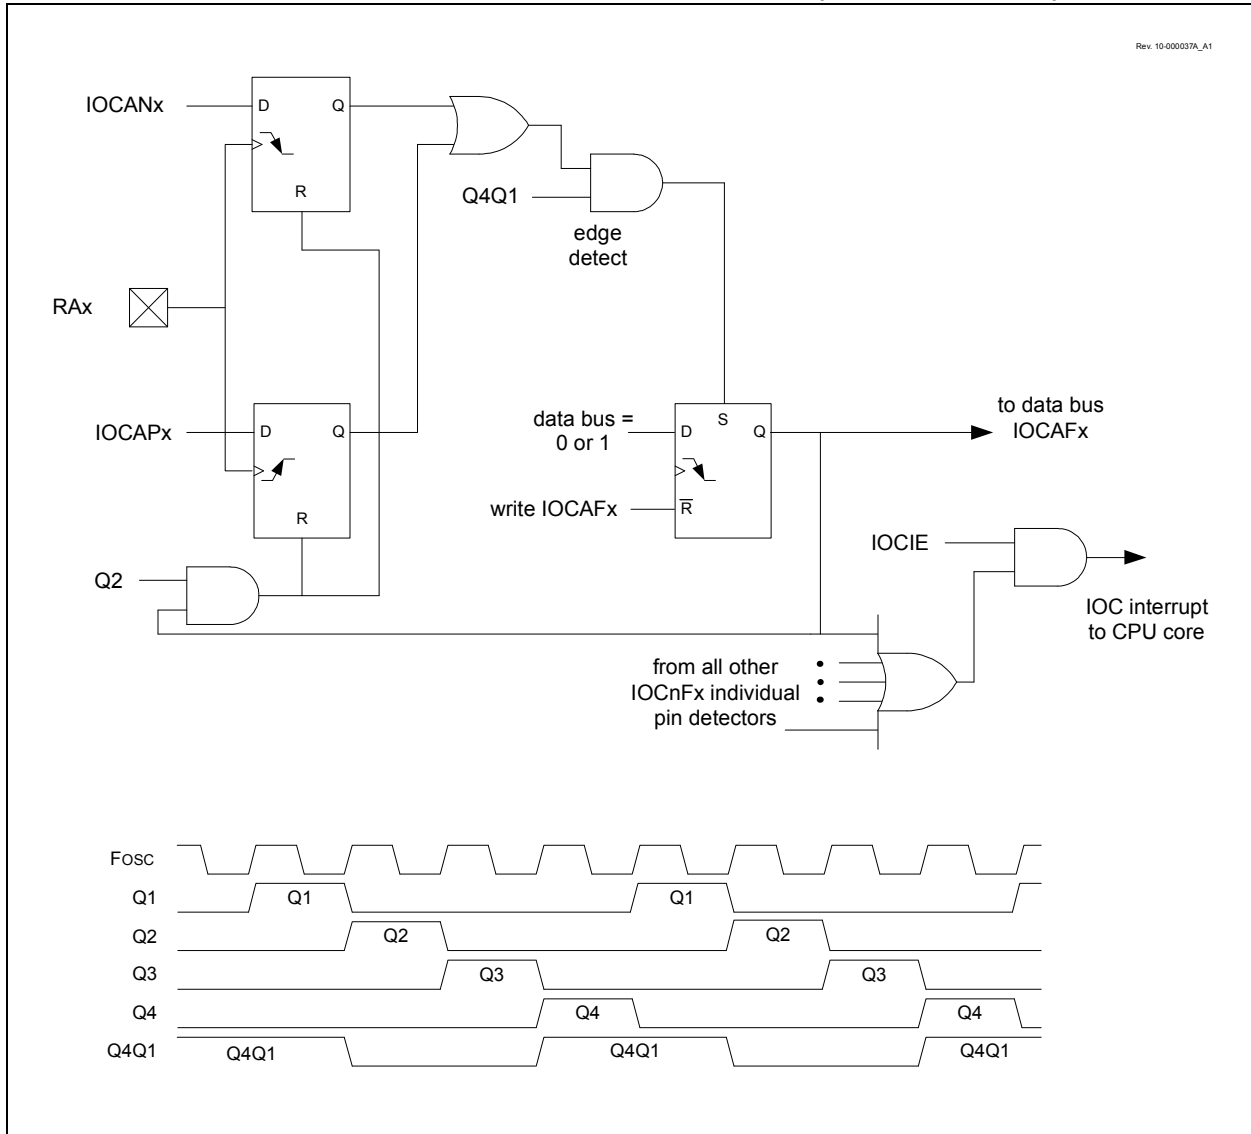 Rev. 10-000037A_A1
IOCANx
D
Q
R
Q4Q1
edge
detect
RAx
IOCAPx
D
Q
R
Q2
data bus =
0 or 1
S
D
Q
write IOCAFx
R
to data bus
IOCAFx
IOCIE
IOC interrupt
to CPU core
from all other
IOCnFx individual
pin detectors
FOSC
Q1
Q1
Q1
Q2
Q2
Q2
Q3
Q3
Q3
Q4
Q4
Q4
Q4Q1
Q4Q1
Q4Q1
Q4Q1